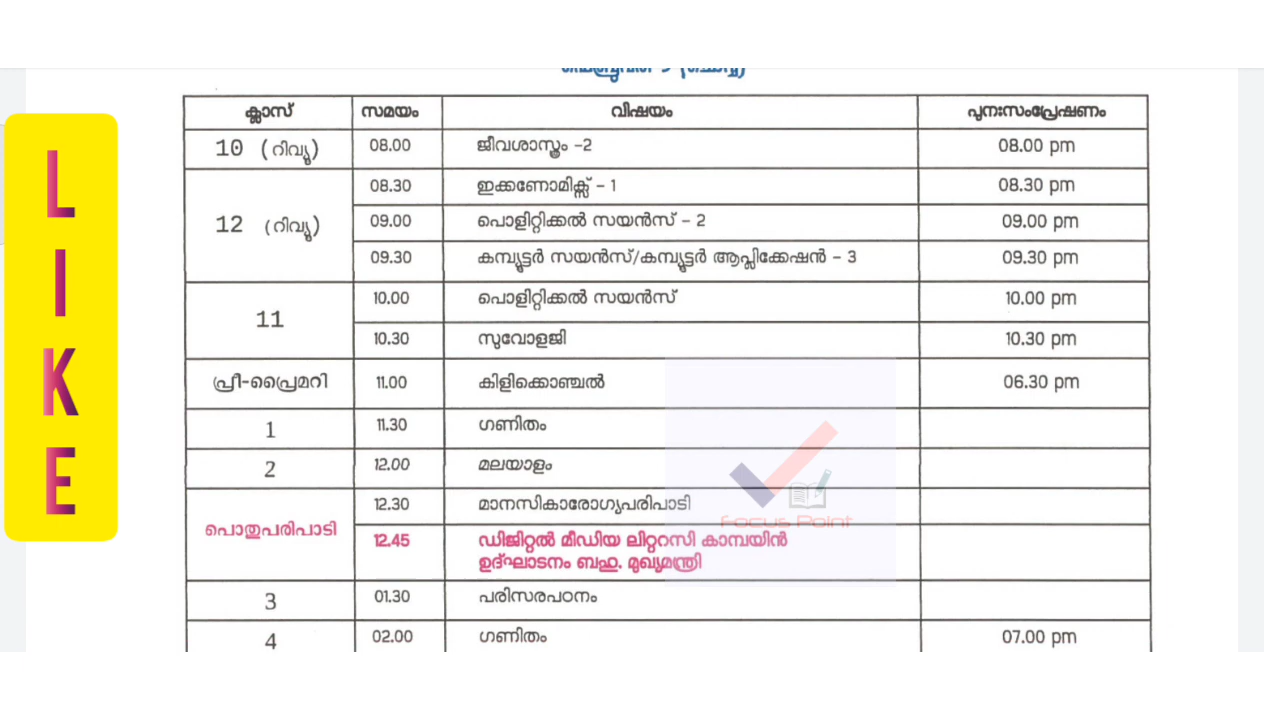 ക്ലാസ് സമയം വിഷയം പുനഃസംപ്രേഷണം
10 (റിവ്യൂ) 08.00 ജീവശാസ്ത്രം -2 08.00 pm
08.30 ഇക്കണോമിക്സ് - 1 08.30 pm
12 (റിവ്യൂ) 09.00 പൊളിറ്റിക്കൽ സയൻസ് - 2 09.00 pm
09.30 കമ്പ്യൂട്ടർ സയൻസ്/കമ്പ്യൂട്ടർ ആപ്ലിക്കേഷൻ - 3 09.30 pm
11 10.00 പൊളിറ്റിക്കൽ സയൻസ് 10.00 pm
10.30 സുവോളജി 10.30 pm
പ്രീ-പ്രൈമറി 11.00 കിളിക്കൊഞ്ചൽ 06.30 pm
1 11.30 ഗണിതം
2 12.00 മലയാളം
പൊതുപരിപാടി 12.30 മാനസികാരോഗ്യപരിപാടി
12.45 ഡിജിറ്റൽ മീഡിയ ലിറ്ററസി കാമ്പയിൻ
ഉദ്ഘാടനം ബഹു. മുഖ്യമന്ത്രി
3 01.30 പരിസരപഠനം
4 02.00 ഗണിതം 07.00 pm
Focus Point
L
I
K
E